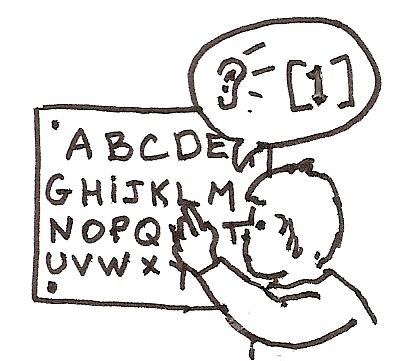 [1]
ABCDE
GHiJKLM
NOPQ T
UVWX